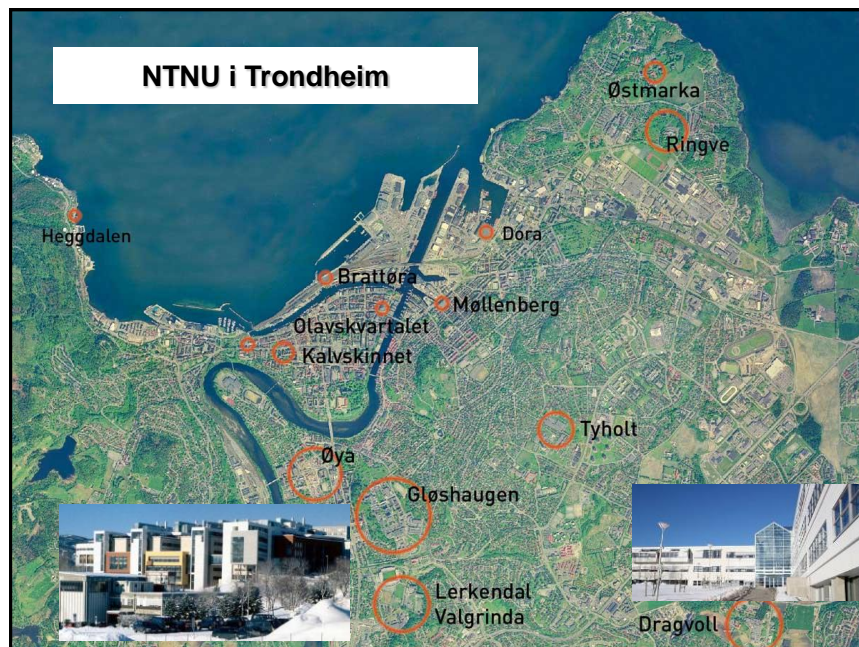 NTNU i Trondheim
Østmarka
Ringve
Heggdalen
Dora
Brattøra
Møllenberg
Olavskvartalet
Kalvskinnet
Tyholt
Øya
Gløshaugen
Lerkendal
Valgrinda
Dragvoll